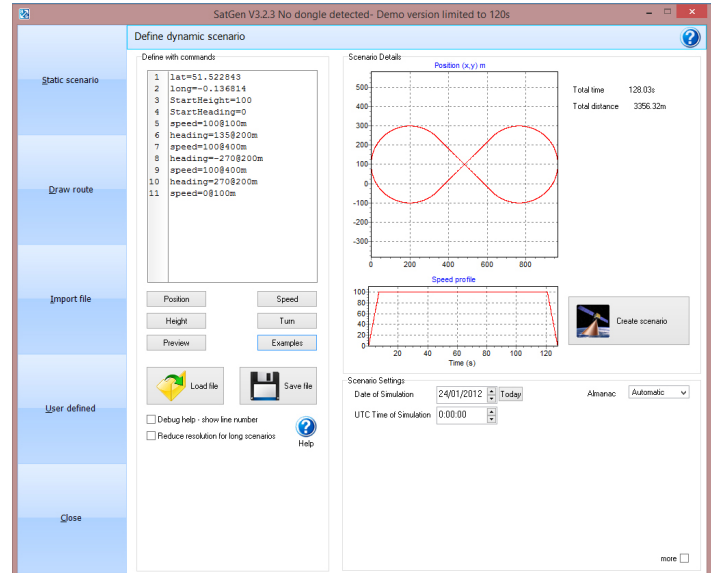 SatGen V3.2.3 No dongle detected- Demo version limited to 120s
Define dynamic scenario
Static scenario
Draw route
Import file
User defined
Close
Define with commands
1 lat=51.522843
2 long=-0.136814
3 StartHeight=100
4 StartHeading=0
5 speed=100@100m
6 heading=135@200m
7 speed=100@400m
8 heading=-270@200m
9 speed=100@400m
10 heading=270@200m
11 speed=0@100m
Position Speed
Height Turn
Preview Examples
Load file Save file
Debug help - show line number
Reduce resolution for long scenarios
Help
Scenario Details
Position (x,y) m
500
400
300
200
100
0
-100
-200
-300
0 200 400 600 800
Total time 128.03s
Total distance 3356.32m
Speed profile
100
80
60
40
20
0
20 40 60 80 100 120
Time (s)
Create scenario
Scenario Settings
Date of Simulation 24/01/2012 Today
Almanac Automatic
UTC Time of Simulation 0:00:00
more